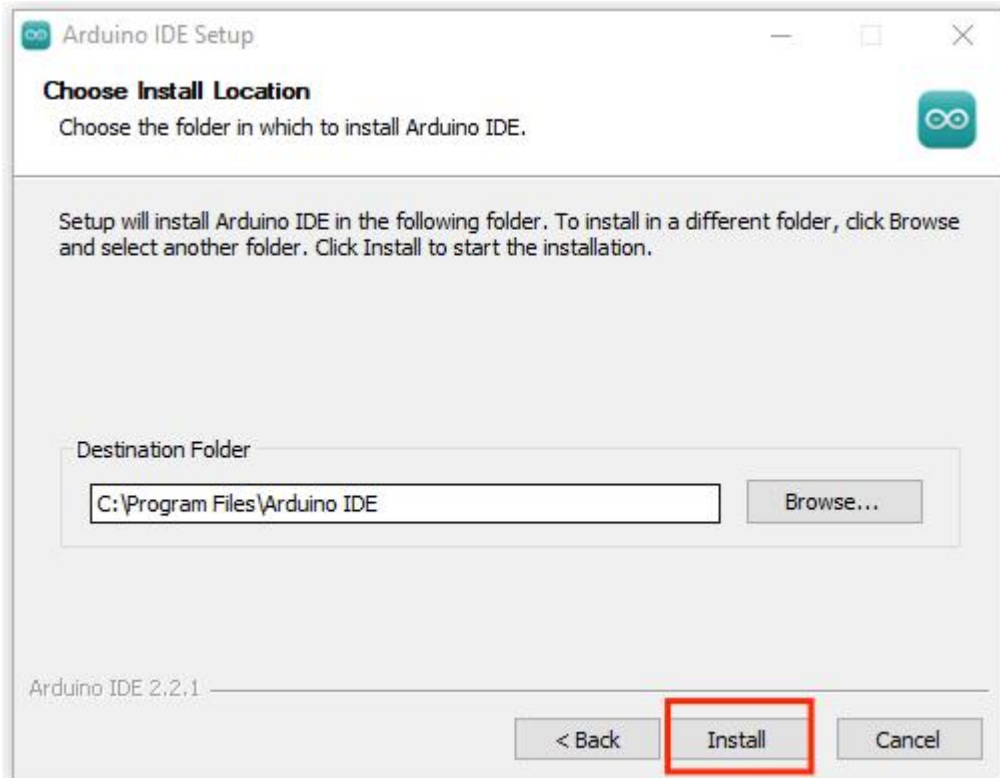 Arduino IDE Setup
Choose Install Location
Choose the folder in which to install Arduino IDE.
Setup will install Arduino IDE in the following folder. To install in a different folder, click Browse
and select another folder. Click Install to start the installation.
Destination Folder
C:\Program Files\Arduino IDE
Browse...
Arduino IDE 2.2.1
< Back
Install
Cancel